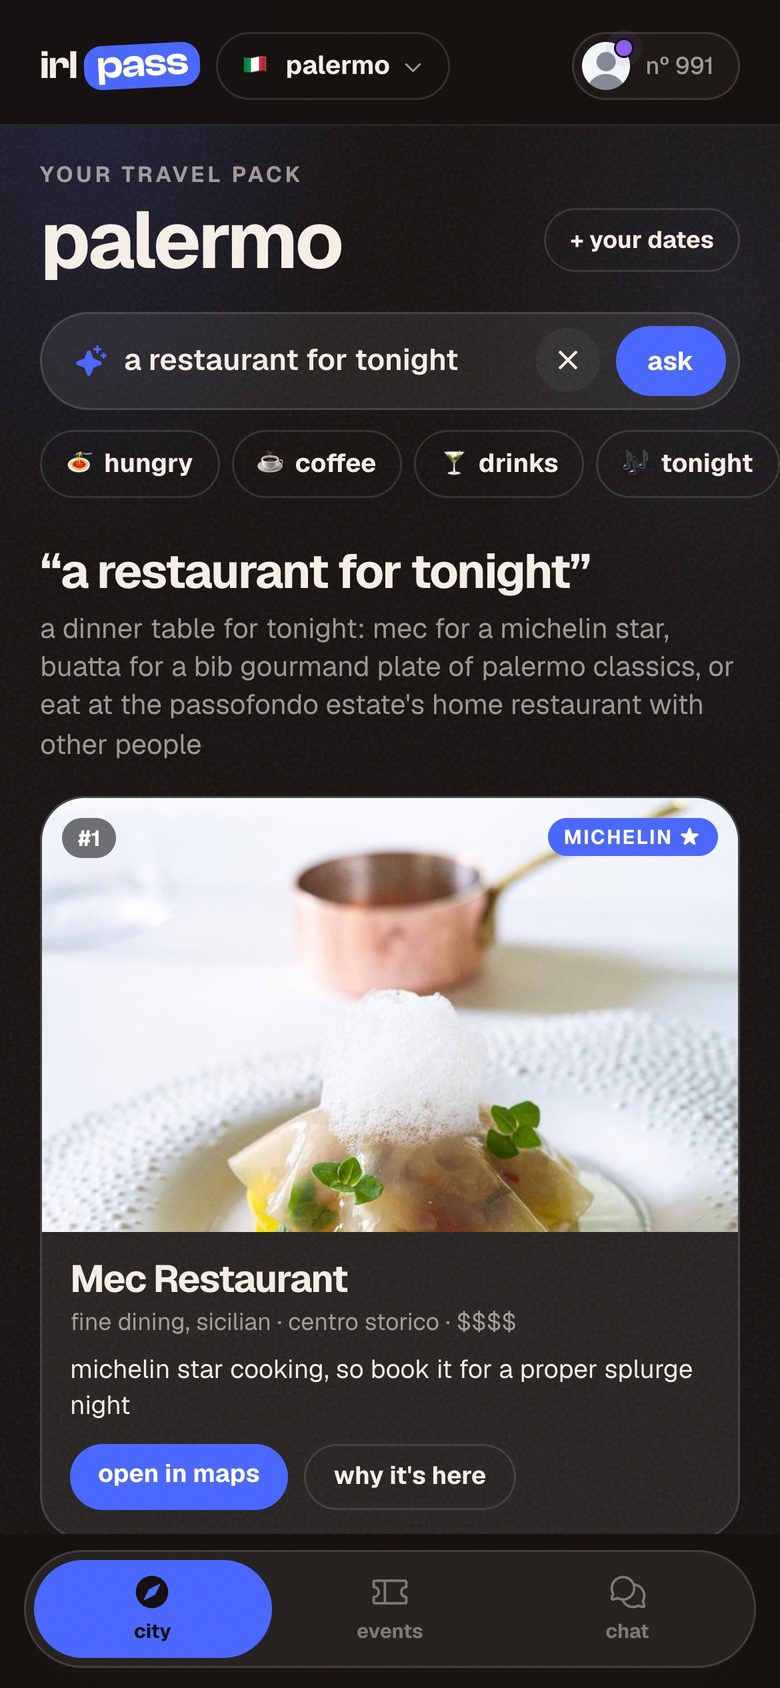 irl pass
palermo
nº 991
YOUR TRAVEL PACK
palermo
+ your dates
a restaurant for tonight
ask
hungry
coffee
drinks
tonight
“a restaurant for tonight”
a dinner table for tonight: mec for a michelin star,
buatta for a bib gourmand plate of palermo classics, or
eat at the passofondo estate's home restaurant with
other people
#1
MICHELIN
Mec Restaurant
fine dining, sicilian · centro storico · $$$$
michelin star cooking, so book it for a proper splurge
night
open in maps
why it's here
city
events
chat